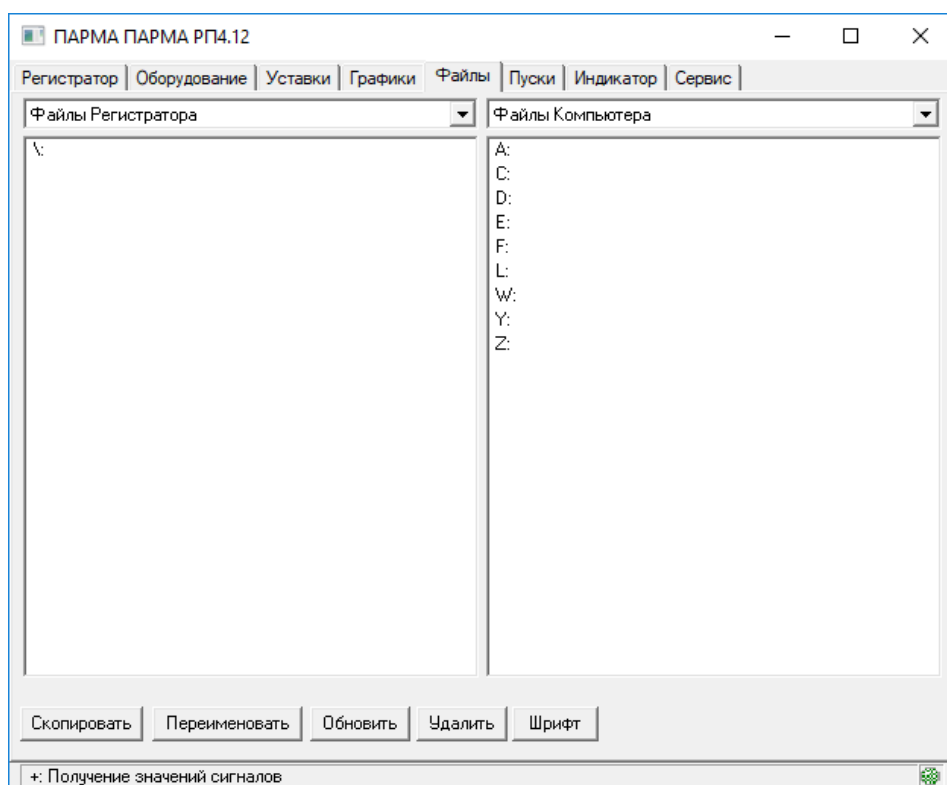 ПАРМА ПАРМА РП4.12
Регистратор Оборудование Уставки Графики Файлы Пуски Индикатор Сервис
Файлы Регистратора Файлы Компьютера
\: A:
C:
D:
E:
F:
L:
W:
Y:
Z:
Скопировать Переименовать Обновить Удалить Шрифт
+: Получение значений сигналов